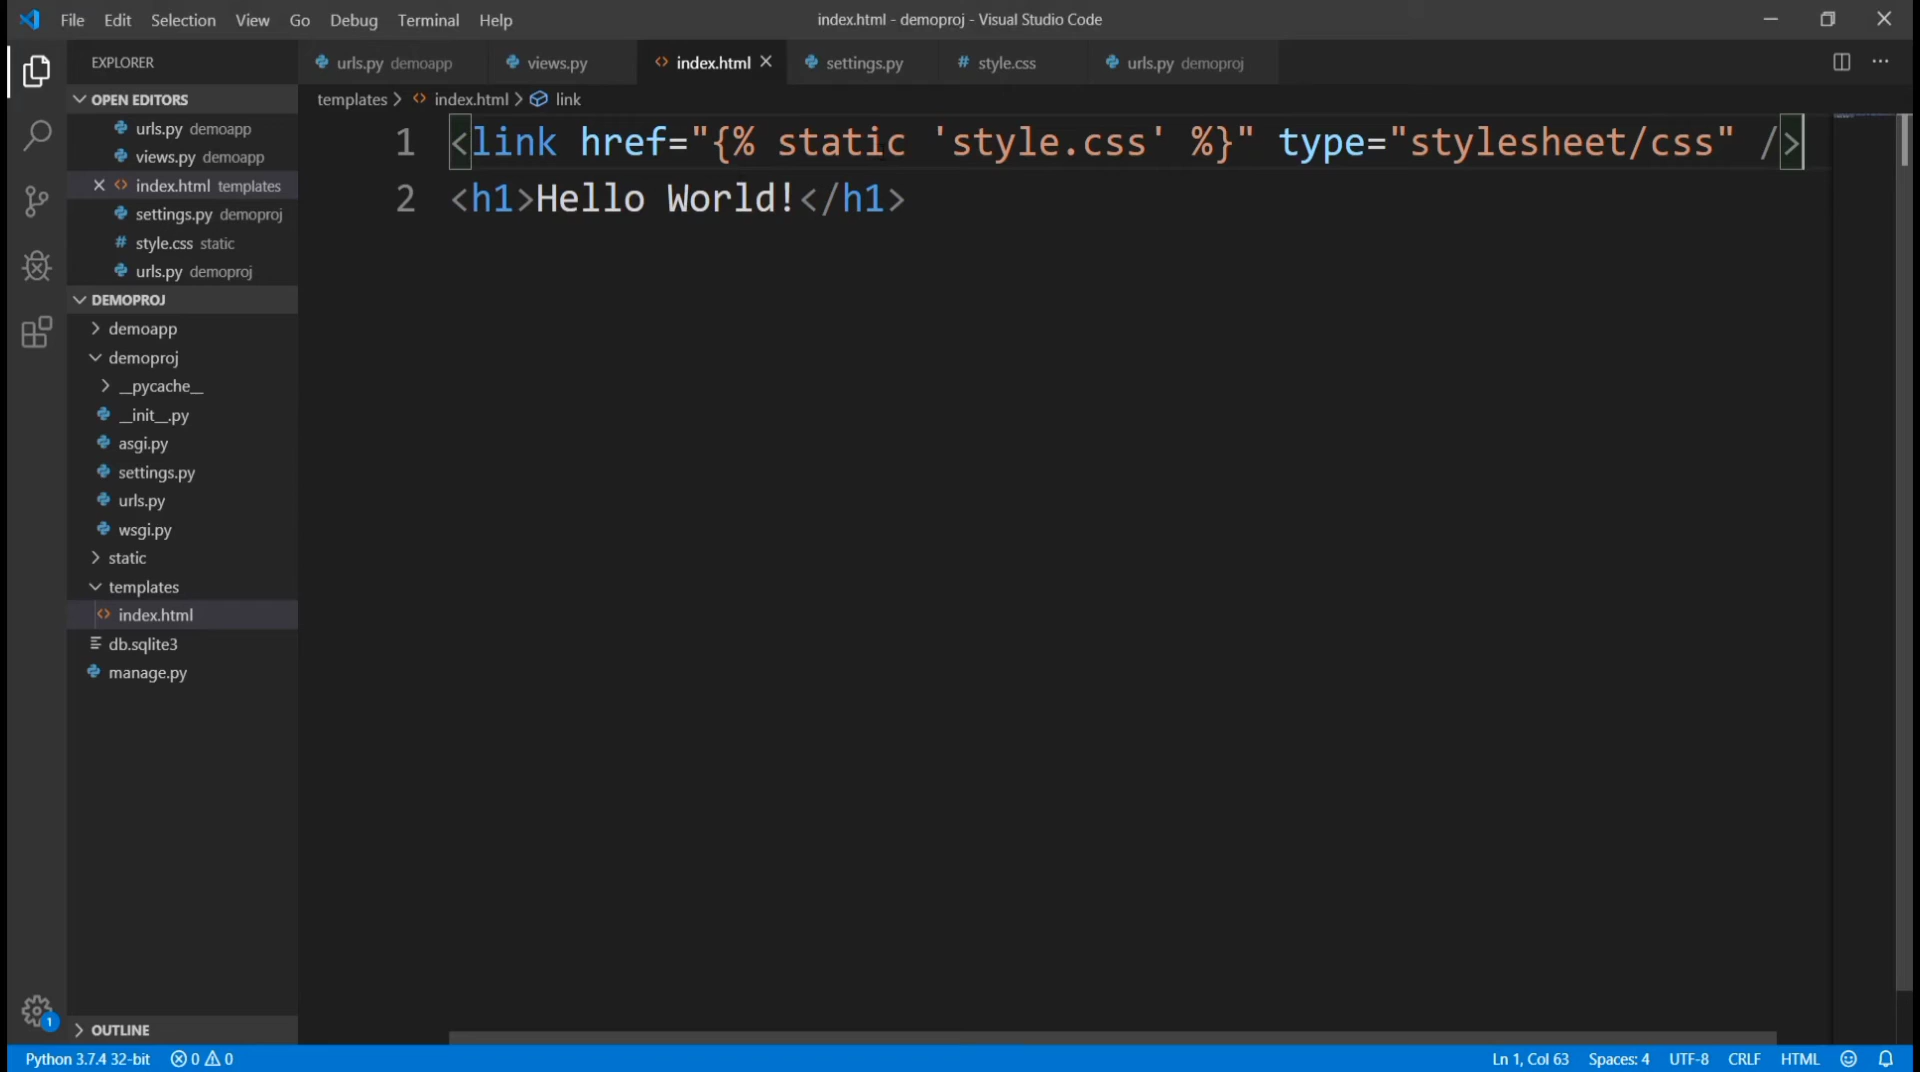 File Edit Selection View Go Debug Terminal Help index.html - demoproj - Visual Studio Code
EXPLORER
urls.py demoapp views.py index.html settings.py # style.css urls.py demoproj
OPEN EDITORS
urls.py demoapp
views.py demoapp
index.html templates
settings.py demoproj
# style.css static
urls.py demoproj
DEMOPROJ
demoapp
demoproj
__pycache__
__init__.py
asgi.py
settings.py
urls.py
wsgi.py
static
templates
index.html
db.sqlite3
manage.py
OUTLINE
templates > index.html > link
1 <link href="{% static 'style.css' %}" type="stylesheet/css" />
2 <h1>Hello World!</h1>
1
Python 3.7.4 32-bit 0 0 Ln 1, Col 63 Spaces: 4 UTF-8 CRLF HTML